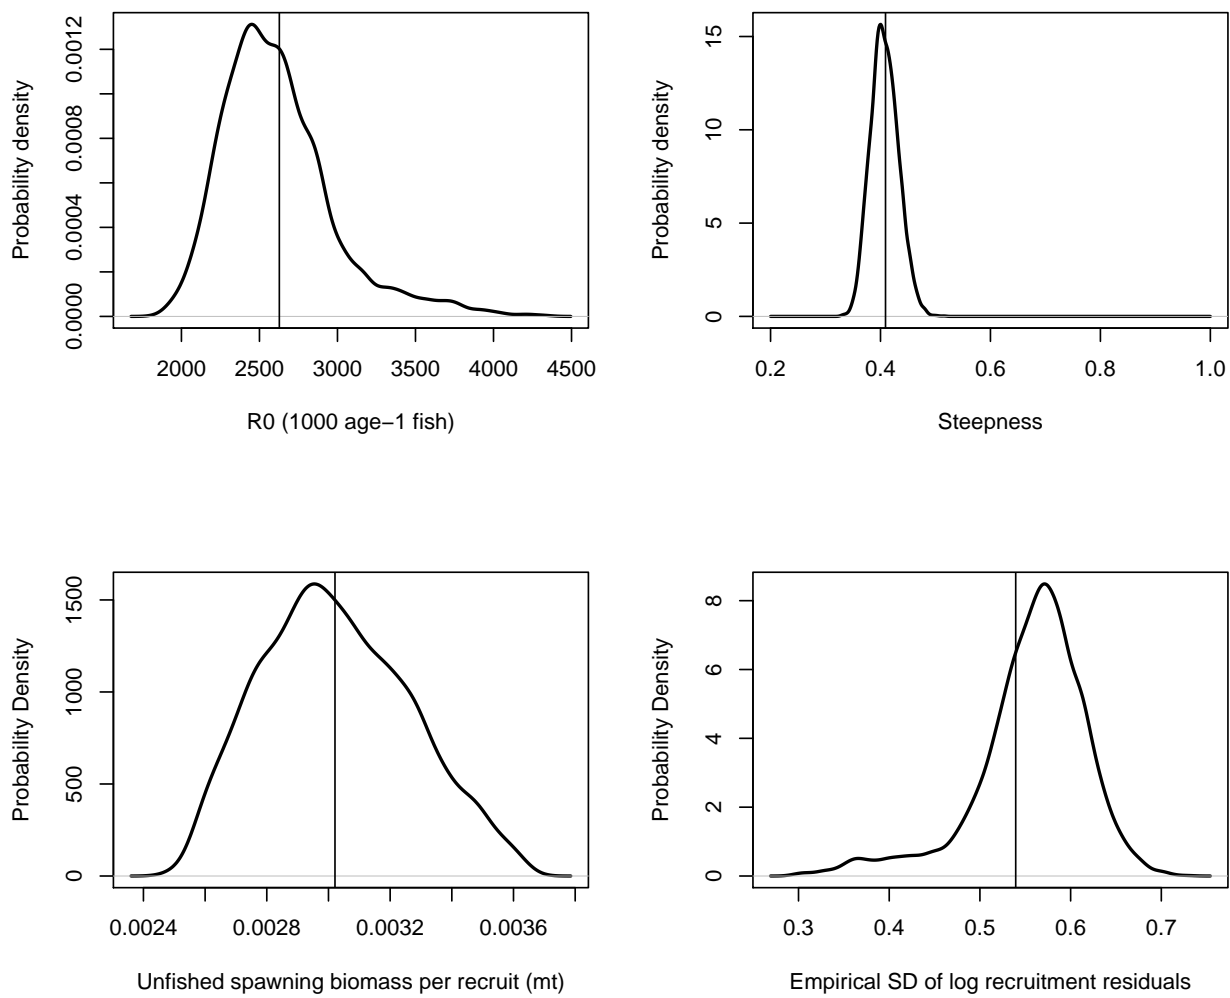 Probability density
0.0000 0.0004 0.0008 0.0012
2000 2500 3000 3500 4000 4500
R0 (1000 age−1 fish)
Probability density
0 5 10 15
0.2 0.4 0.6 0.8 1.0
Steepness
Probability Density
0 500 1000 1500
0.0024 0.0028 0.0032 0.0036
Unfished spawning biomass per recruit (mt)
Probability Density
0 2 4 6 8
0.3 0.4 0.5 0.6 0.7
Empirical SD of log recruitment residuals